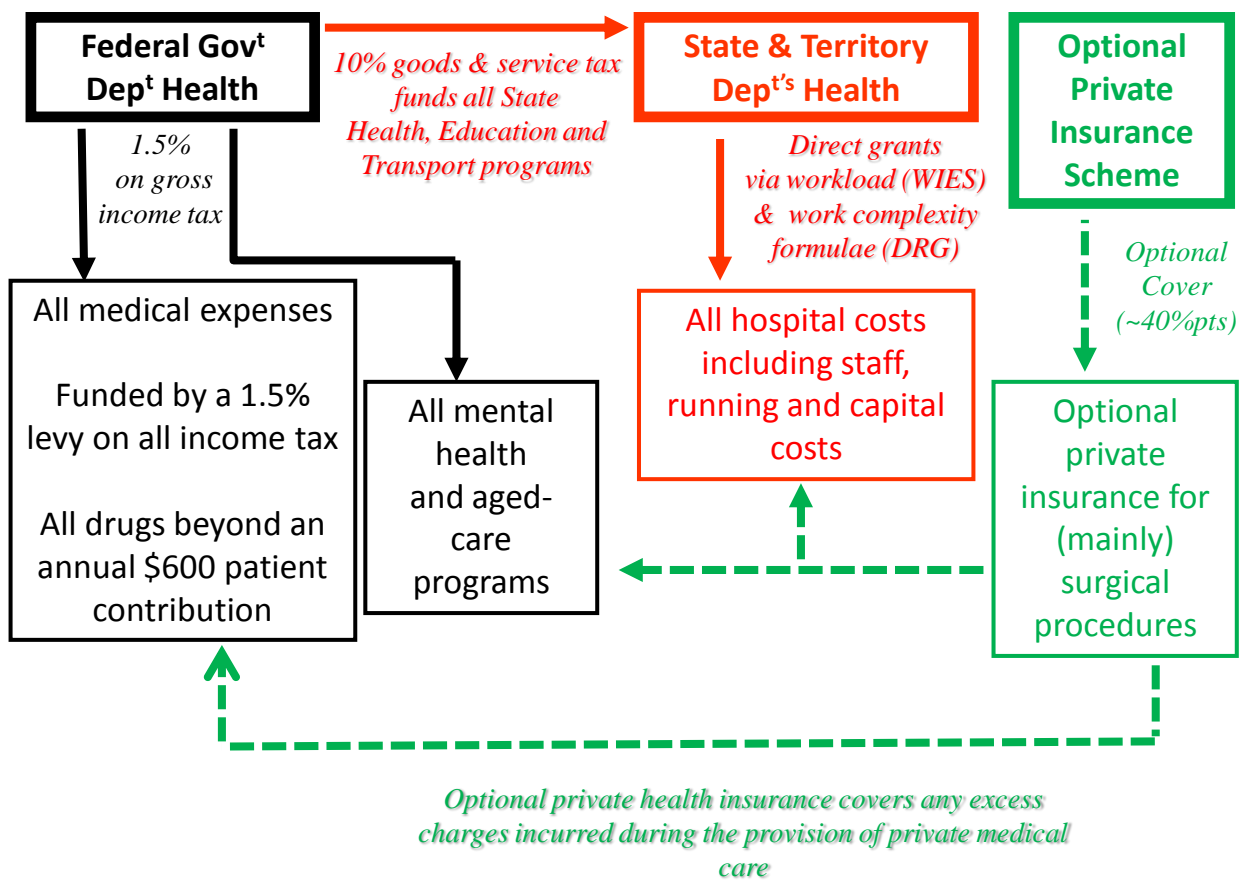 Federal Govᵗ
Depᵗ Health
10% goods & service tax
funds all State
Health, Education and
Transport programs
State & Territory
Depᵗ'ˢ Health
Optional
Private
Insurance
Scheme
1.5%
on gross
income tax
Direct grants
via workload (WIES)
& work complexity
formulae (DRG)
Optional
Cover
(~40%pts)
All medical expenses
Funded by a 1.5%
levy on all income tax
All drugs beyond an
annual $600 patient
contribution
All mental
health
and aged-
care
programs
All hospital costs
including staff,
running and capital
costs
Optional
private
insurance for
(mainly)
surgical
procedures
Optional private health insurance covers any excess
charges incurred during the provision of private medical
care